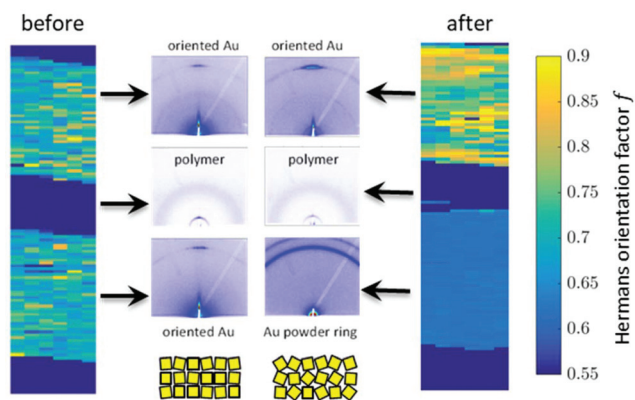 before
after
oriented Au
oriented Au
polymer
polymer
oriented Au
Au powder ring
0.9
0.85
0.8
0.75
0.7
0.65
0.6
0.55
Hermans orientation factor f